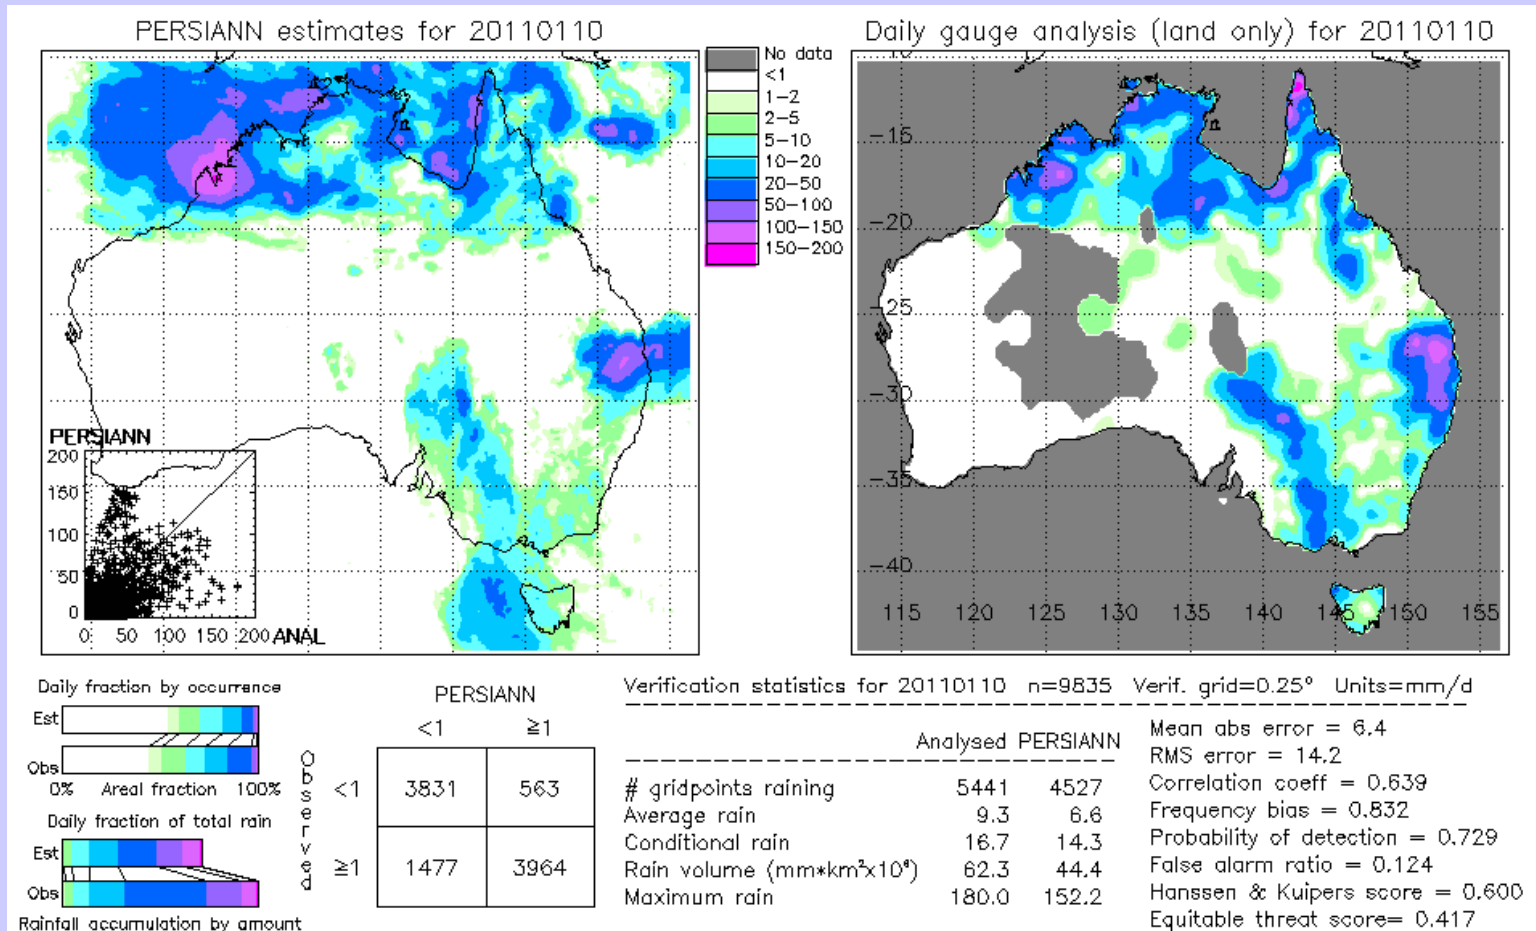 PERSIANN estimates for 20110110
Daily gauge analysis (land only) for 20110110
No data
<1
1-2
2-5
5-10
10-20
20-50
50-100
100-150
150-200
-15
-20
-25
-30
-35
-40
115 120 125 130 135 140 145 150 155
PERSIANN
200
150
100
50
0
0 50 100 150 200 ANAL
Daily fraction by occurrence
Est
Obs
0% Areal fraction 100%
Daily fraction of total rain
Est
Obs
Rainfall accumulation by amount
PERSIANN
<1 ≥1
Observed
<1 3831 563
≥1 1477 3964
Verification statistics for 20110110 n=9835 Verif. grid=0.25° Units=mm/d
Analysed PERSIANN
# gridpoints raining 5441 4527
Average rain 9.3 6.6
Conditional rain 16.7 14.3
Rain volume (mm*km²x10⁶) 62.3 44.4
Maximum rain 180.0 152.2
Mean abs error = 6.4
RMS error = 14.2
Correlation coeff = 0.639
Frequency bias = 0.832
Probability of detection = 0.729
False alarm ratio = 0.124
Hanssen & Kuipers score = 0.600
Equitable threat score= 0.417